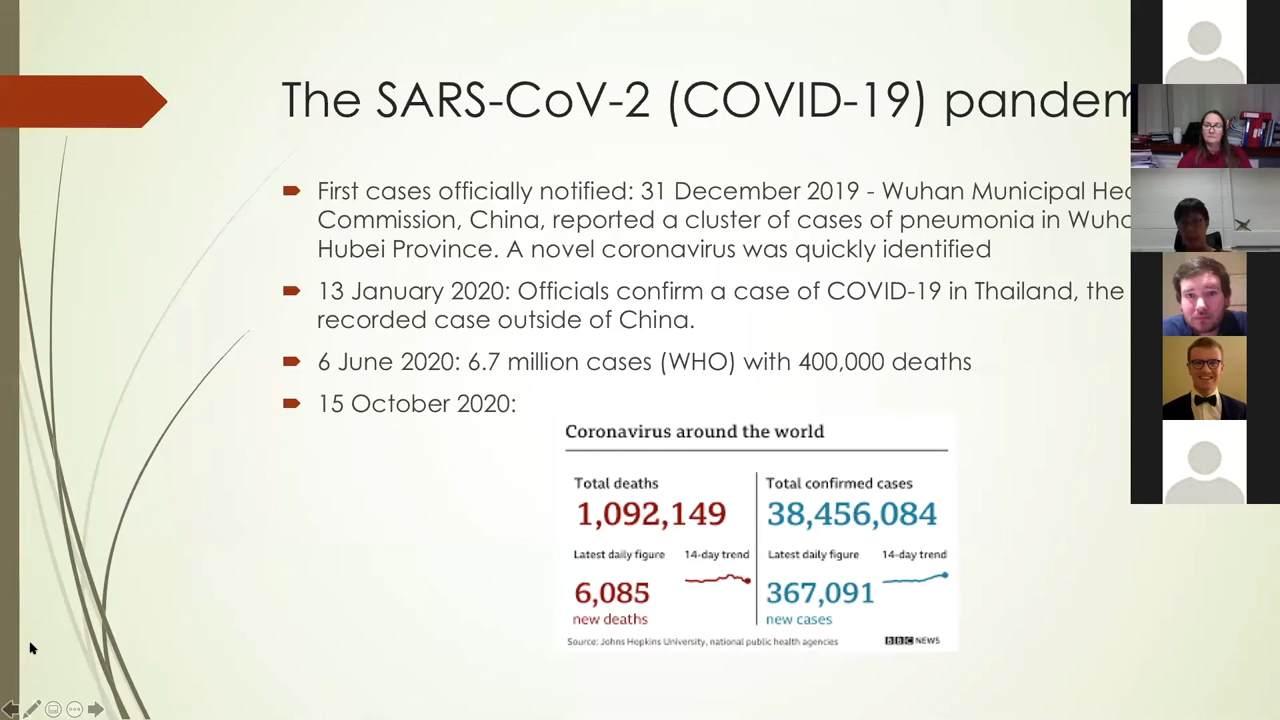 The SARS-CoV-2 (COVID-19) pandem
First cases officially notified: 31 December 2019 - Wuhan Municipal Hea
Commission, China, reported a cluster of cases of pneumonia in Wuha
Hubei Province. A novel coronavirus was quickly identified
13 January 2020: Officials confirm a case of COVID-19 in Thailand, the
recorded case outside of China.
6 June 2020: 6.7 million cases (WHO) with 400,000 deaths
15 October 2020:
Coronavirus around the world
Total deaths
1,092,149
Latest daily figure 14-day trend
6,085
new deaths
Total confirmed cases
38,456,084
Latest daily figure 14-day trend
367,091
new cases
Source: Johns Hopkins University, national public health agencies
BBC NEWS